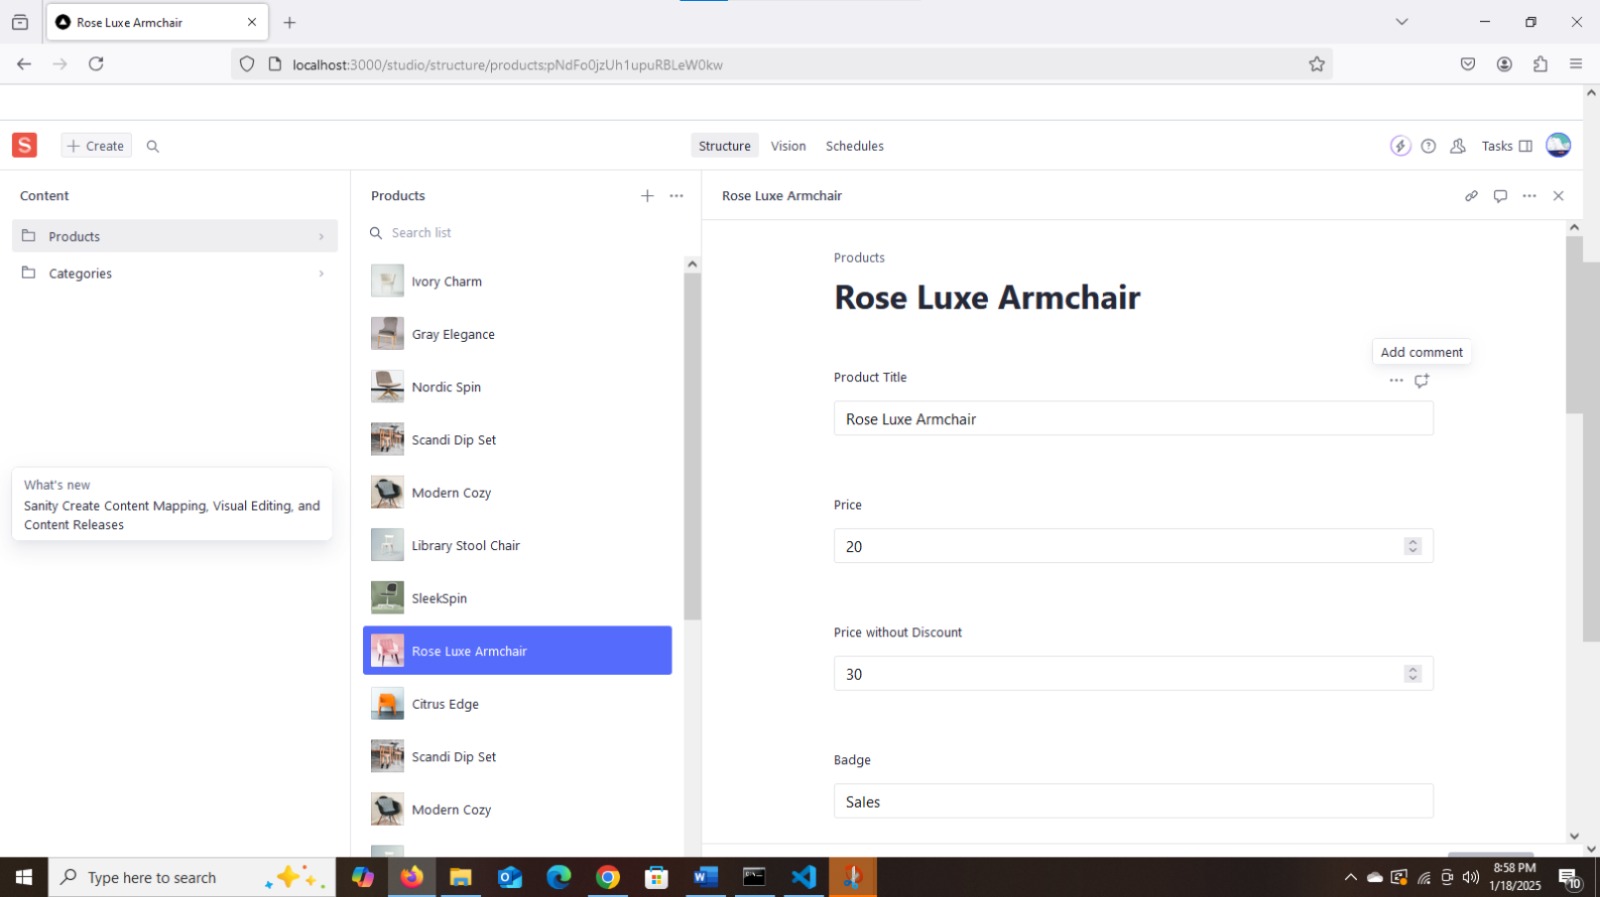 Rose Luxe Armchair
localhost:3000/studio/structure/products;pNdFo0jzUh1upuRBLeW0kw
S
Create
Structure
Vision
Schedules
Tasks
Content
Products
Categories
What's new
Sanity Create Content Mapping, Visual Editing, and
Content Releases
Products
Search list
Ivory Charm
Gray Elegance
Nordic Spin
Scandi Dip Set
Modern Cozy
Library Stool Chair
SleekSpin
Rose Luxe Armchair
Citrus Edge
Scandi Dip Set
Modern Cozy
Rose Luxe Armchair
Products
Rose Luxe Armchair
Add comment
Product Title
Rose Luxe Armchair
Price
20
Price without Discount
30
Badge
Sales
Type here to search
8:58 PM
1/18/2025
10